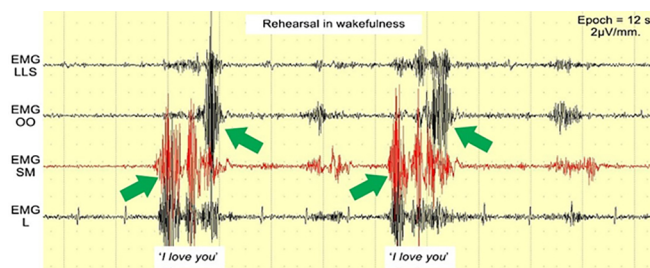 Rehearsal in wakefulness
Epoch = 12 s
2µV/mm.
EMG
LLS
EMG
OO
EMG
SM
EMG
L
'I love you'
'I love you'